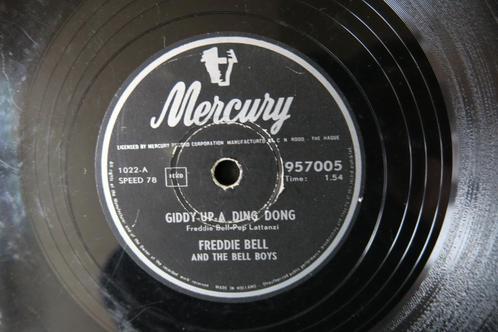 Mercury
LICENSED BY MERCURY RECORD CORPORATION MANUFACTURED BY C N ROOD - THE HAGUE
1022-A
SPEED 78
957005
Time: 1.54
GIDDY-UP-A DING DONG
Freddie Bell-Pep Lattanzi
FREDDIE BELL
AND THE BELL BOYS
MADE IN HOLLAND